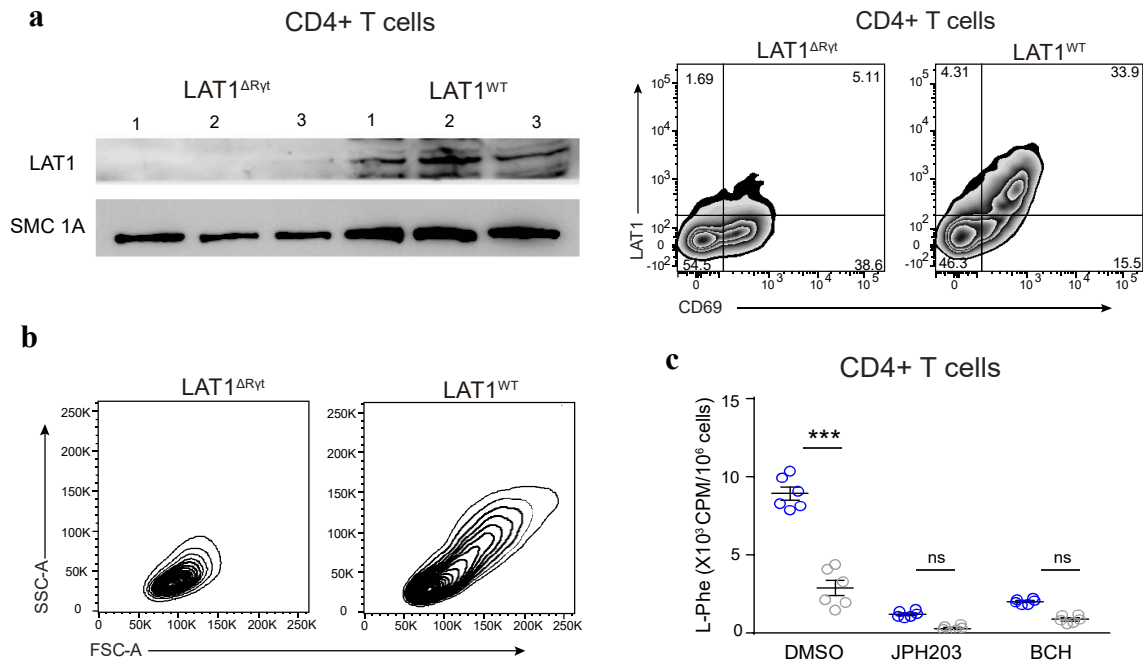 a
CD4+ T cells
LAT1ΔRγt
LAT1WT
1 2 3 1 2 3
LAT1
SMC 1A
CD4+ T cells
LAT1ΔRγt
LAT1WT
1.69 5.11
4.31 33.9
10⁵
10⁴
10³
10²
0
-10²
54.5 38.6
0 10³ 10⁴ 10⁵
LAT1
10⁵
10⁴
10³
10²
0
-10²
46.3 15.5
0 10³ 10⁴ 10⁵
CD69
b
LAT1ΔRγt
LAT1WT
250K
200K
150K
100K
50K
0
0 50K 100K 150K 200K 250K
250K
200K
150K
100K
50K
0
0 50K 100K 150K 200K 250K
SSC-A
FSC-A
c
CD4+ T cells
L-Phe (X10³ CPM/10⁶ cells)
15
10
5
0
***
ns
ns
DMSO JPH203 BCH